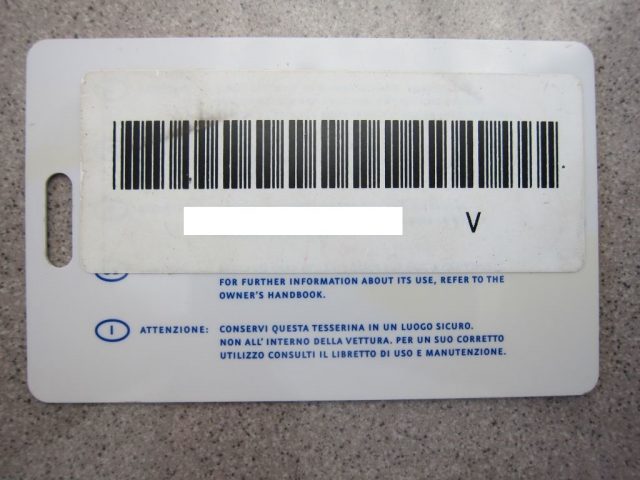 V
FOR FURTHER INFORMATION ABOUT ITS USE, REFER TO THE
OWNER'S HANDBOOK.
I ATTENZIONE: CONSERVI QUESTA TESSERINA IN UN LUOGO SICURO.
NON ALL' INTERNO DELLA VETTURA. PER UN SUO CORRETTO
UTILIZZO CONSULTI IL LIBRETTO DI USO E MANUTENZIONE.